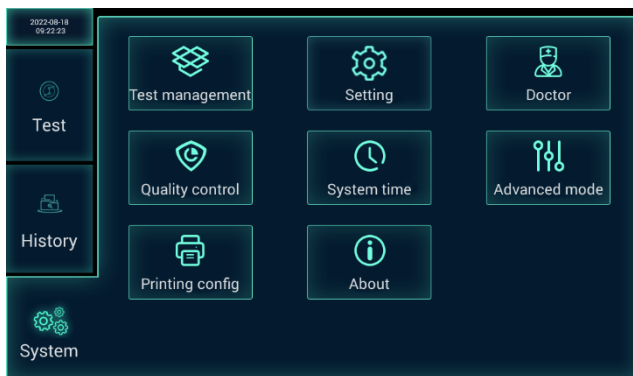 2022-08-18
09:22:23
Test
History
System
Test management
Setting
Doctor
Quality control
System time
Advanced mode
Printing config
About